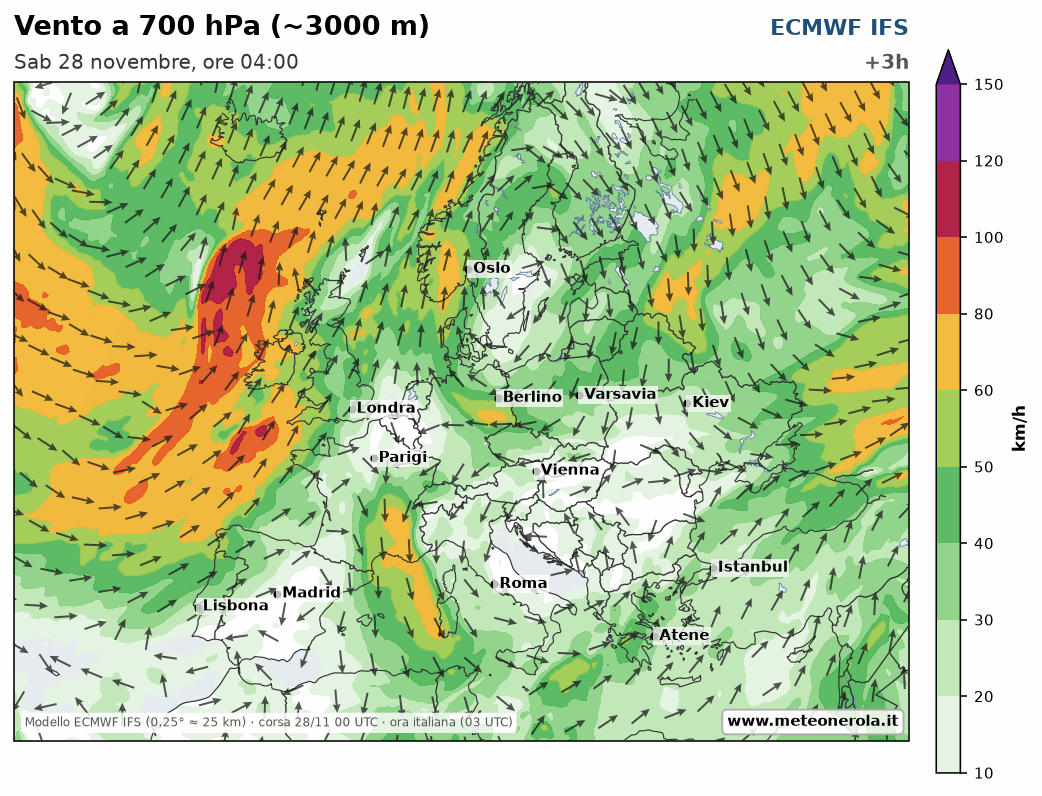 Vento a 700 hPa (~3000 m)
ECMWF IFS
Sab 28 novembre, ore 04:00
+3h
150
120
100
80
60
50
40
30
20
10
km/h
Oslo
Berlino
Varsavia
Kiev
Londra
Parigi
Vienna
Istanbul
Roma
Madrid
Lisbona
Atene
Modello ECMWF IFS (0,25° ≈ 25 km) · corsa 28/11 00 UTC · ora italiana (03 UTC)
www.meteonerola.it